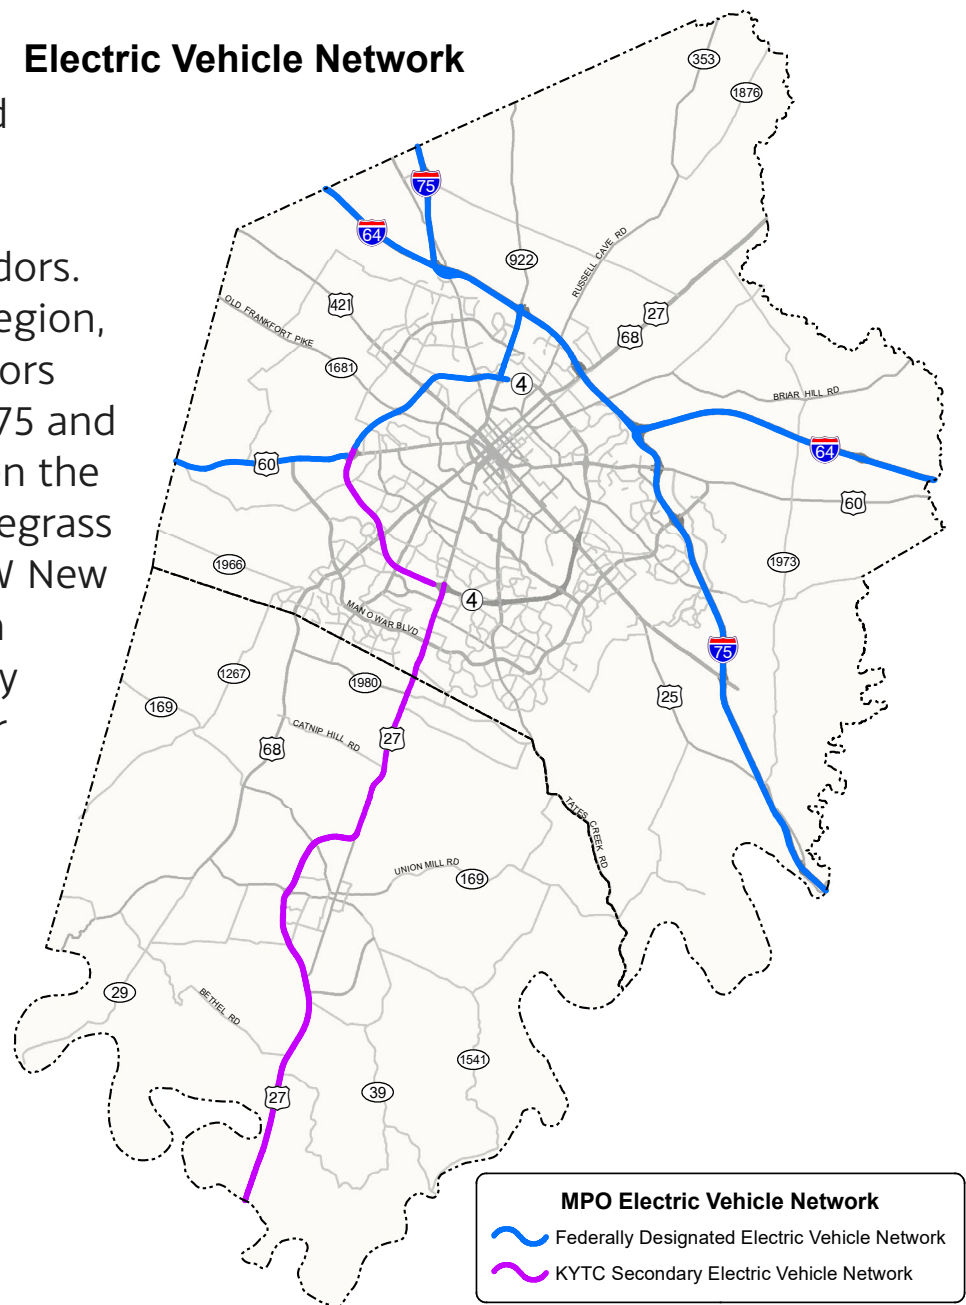 Electric Vehicle Network
d
dors.
egion,
ors
75 and
n the
egrass
New
n
y
r
353
1876
75
64
922
RUSSELL CAVE RD
421
27
OLD FRANKFORT PIKE
68
1681
4
BRIAR HILL RD
60
64
60
1966
1973
4
MAN O WAR BLVD
75
1267
1980
25
169
27
68
CATNIP HILL RD
TATES CREEK RD
UNION MILL RD
169
29
BETHEL RD
1541
39
27
MPO Electric Vehicle Network
Federally Designated Electric Vehicle Network
KYTC Secondary Electric Vehicle Network